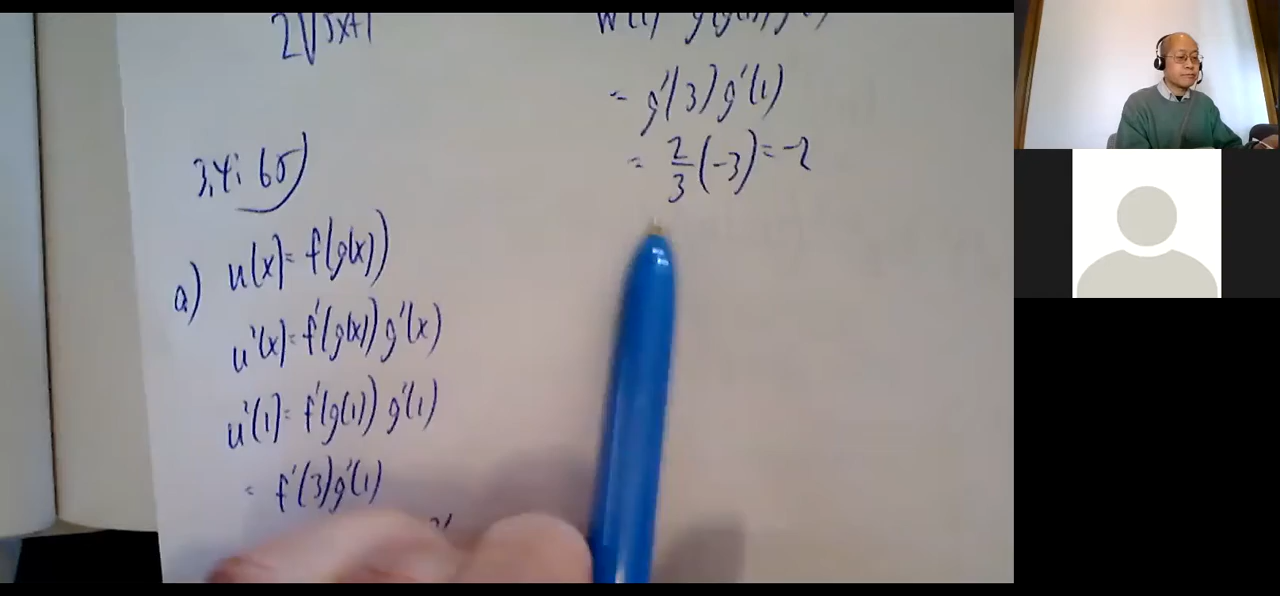 2√3x+1
= g'(3) g'(1)
= 2/3 (-3) = -2
3.4: 65
a) u(x) = f(g(x))
u'(x) = f'(g(x)) g'(x)
u'(1) = f'(g(1)) g'(1)
= f'(3) g'(1)